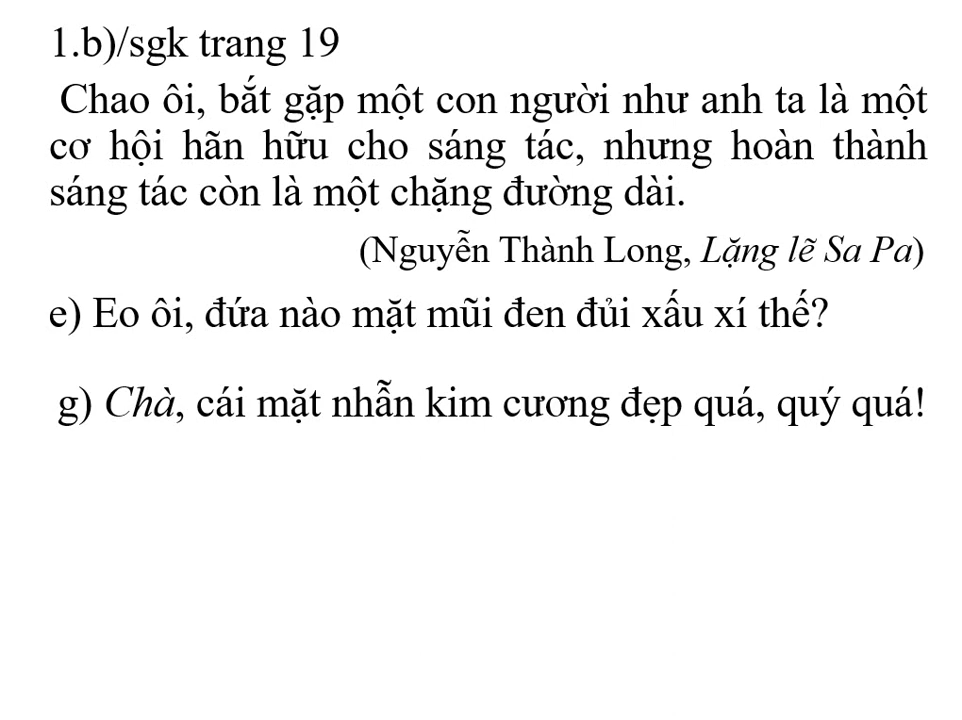 1.b)/sgk trang 19
Chao ôi, bắt gặp một con người như anh ta là một
cơ hội hãn hữu cho sáng tác, nhưng hoàn thành
sáng tác còn là một chặng đường dài.
(Nguyễn Thành Long, Lặng lẽ Sa Pa)
e) Eo ôi, đứa nào mặt mũi đen đủi xấu xí thế?
g) Chà, cái mặt nhẫn kim cương đẹp quá, quý quá!